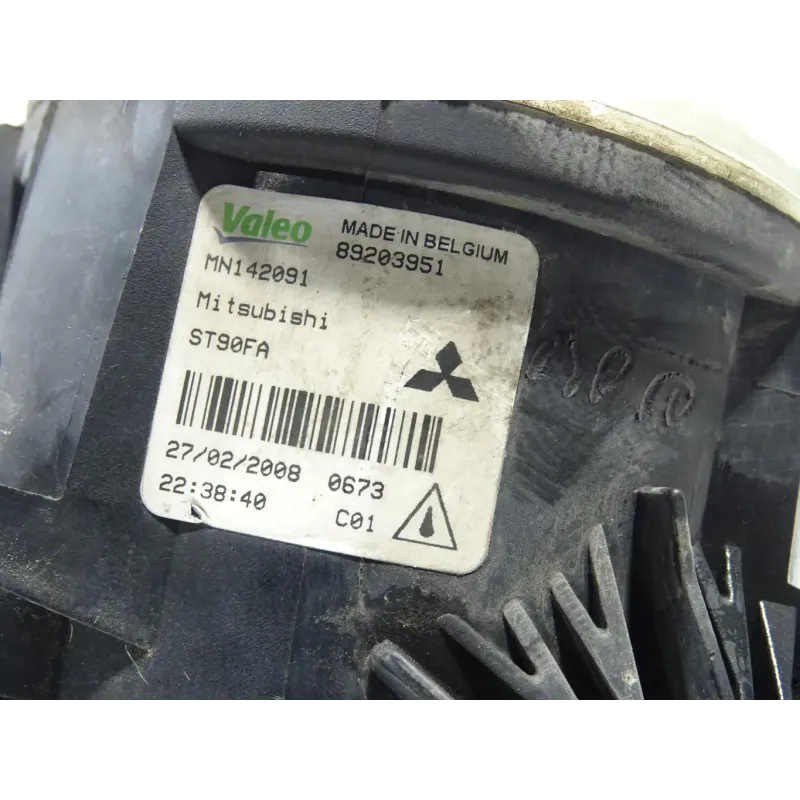 Valeo MADE IN BELGIUM
89203951
MN142091
Mitsubishi
ST90FA
27/02/2008 0673
22:38:40 C01